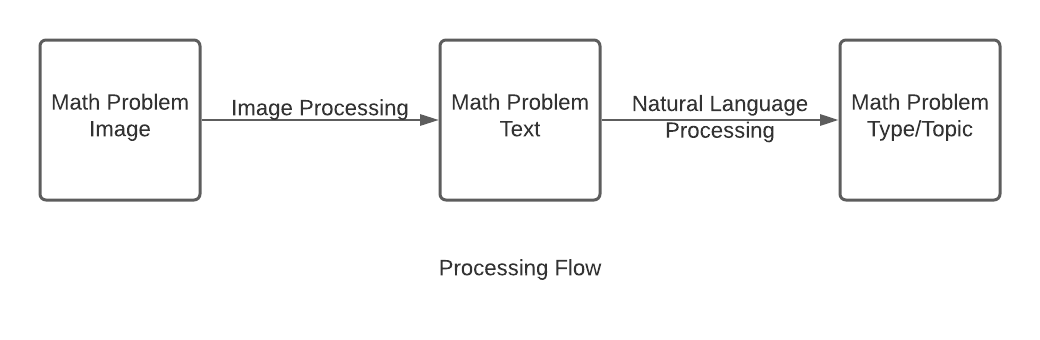 Math Problem
Image
Image Processing
Math Problem
Text
Natural Language
Processing
Math Problem
Type/Topic
Processing Flow